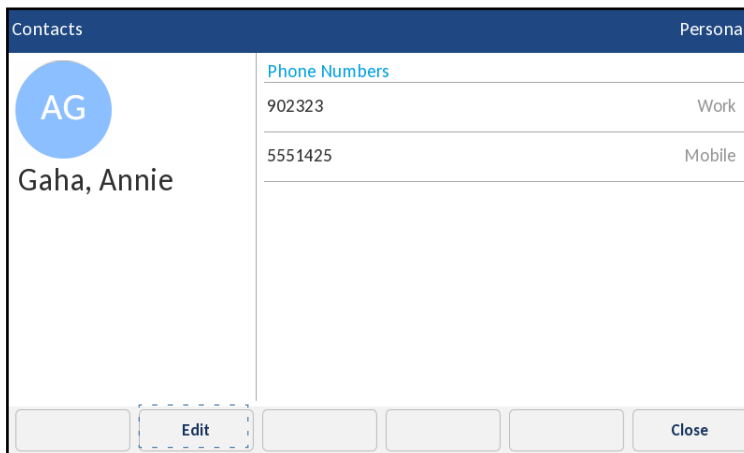 Contacts
Persona
AG
Gaha, Annie
Phone Numbers
902323 Work
5551425 Mobile
Edit
Close